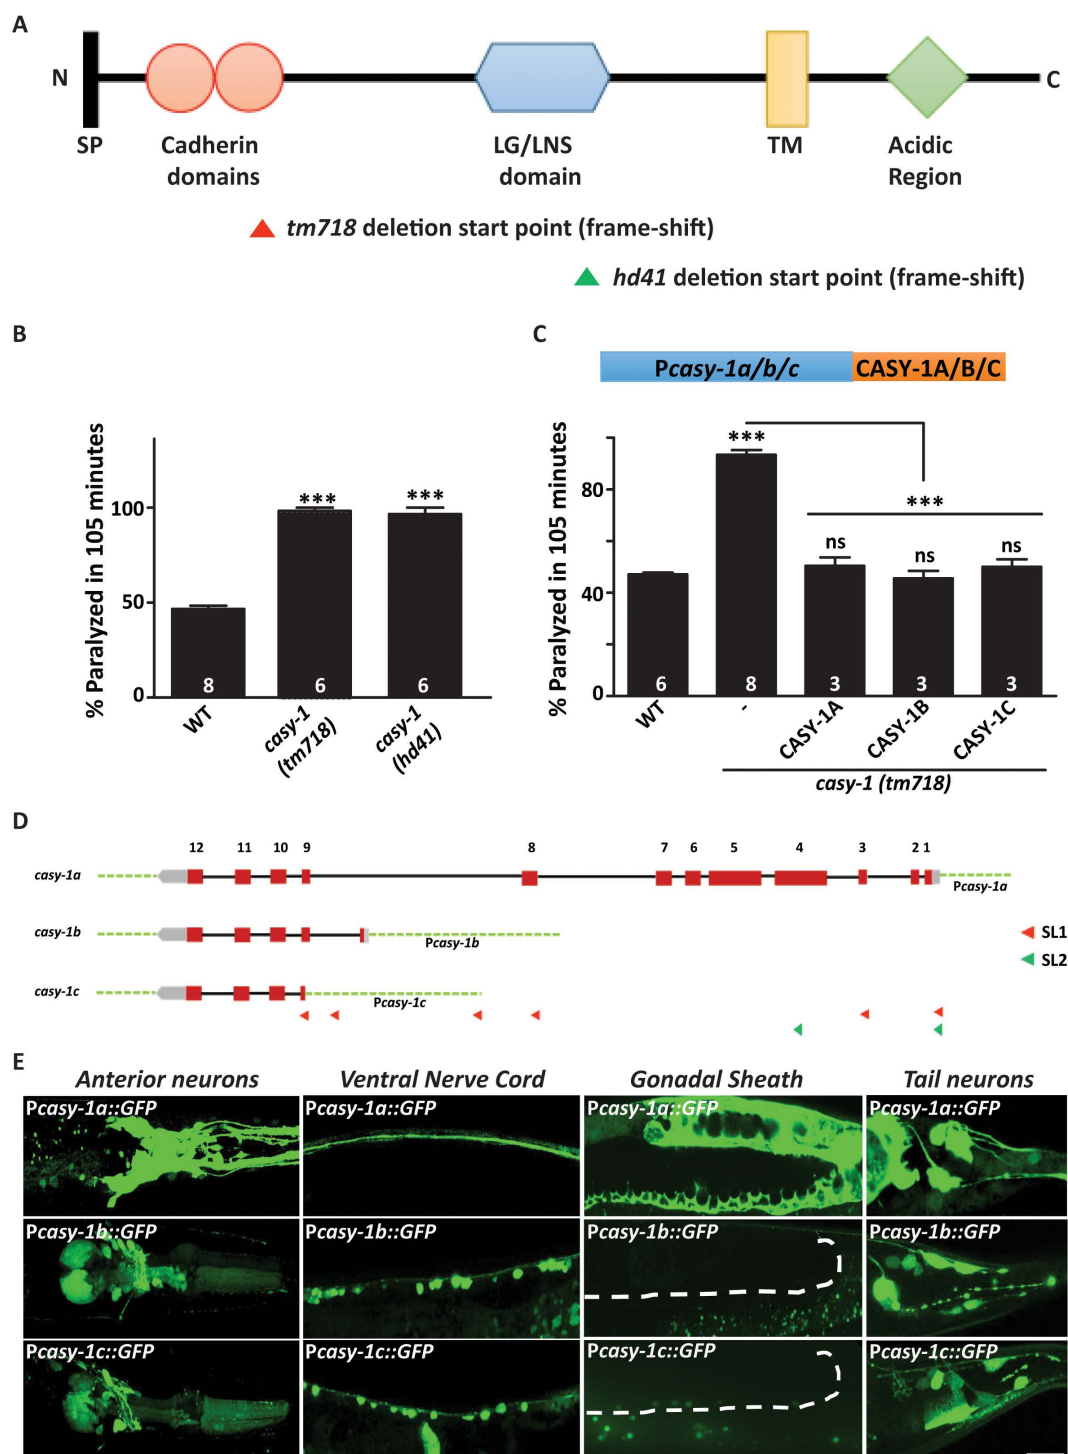 A
N
C
SP
Cadherin
domains
LG/LNS
domain
TM
Acidic
Region
tm718 deletion start point (frame-shift)
hd41 deletion start point (frame-shift)
B
% Paralyzed in 105 minutes
100
50
0
***
***
8
6
6
WT
casy-1
(tm718)
casy-1
(hd41)
C
Pcasy-1a/b/c
CASY-1A/B/C
% Paralyzed in 105 minutes
80
40
0
***
***
ns
ns
ns
6
8
3
3
3
WT
-
CASY-1A
CASY-1B
CASY-1C
casy-1 (tm718)
D
12 11 10 9 8 7 6 5 4 3 2 1
casy-1a
Pcasy-1a
casy-1b
Pcasy-1b
casy-1c
Pcasy-1c
SL1
SL2
E
Anterior neurons
Ventral Nerve Cord
Gonadal Sheath
Tail neurons
Pcasy-1a::GFP
Pcasy-1a::GFP
Pcasy-1a::GFP
Pcasy-1a::GFP
Pcasy-1b::GFP
Pcasy-1b::GFP
Pcasy-1b::GFP
Pcasy-1b::GFP
Pcasy-1c::GFP
Pcasy-1c::GFP
Pcasy-1c::GFP
Pcasy-1c::GFP